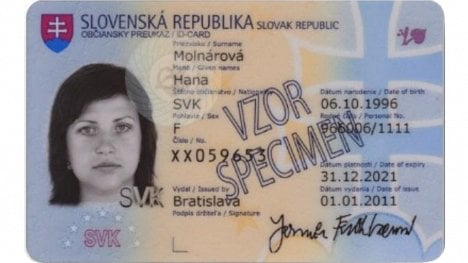 SLOVENSKÁ REPUBLIKA SLOVAK REPUBLIC
OBČIANSKY PREUKAZ / ID-CARD
Priezvisko / Surname
Molnárová
Meno / Given names
Hana
Štátne občianstvo / Nationality
SVK
Dátum narodenia / Date of birth
06.10.1996
Pohlavie / Sex
F
Rodné číslo / Personal No.
966006/1111
Číslo / No.
XX059653
Dátum platnosti / Date of expiry
31.12.2021
Vydal / Issued by
Bratislava
Dátum vydania / Date of issue
01.01.2011
Podpis držiteľa / Signature
VZOR
SPECIMEN
SVK
SVK